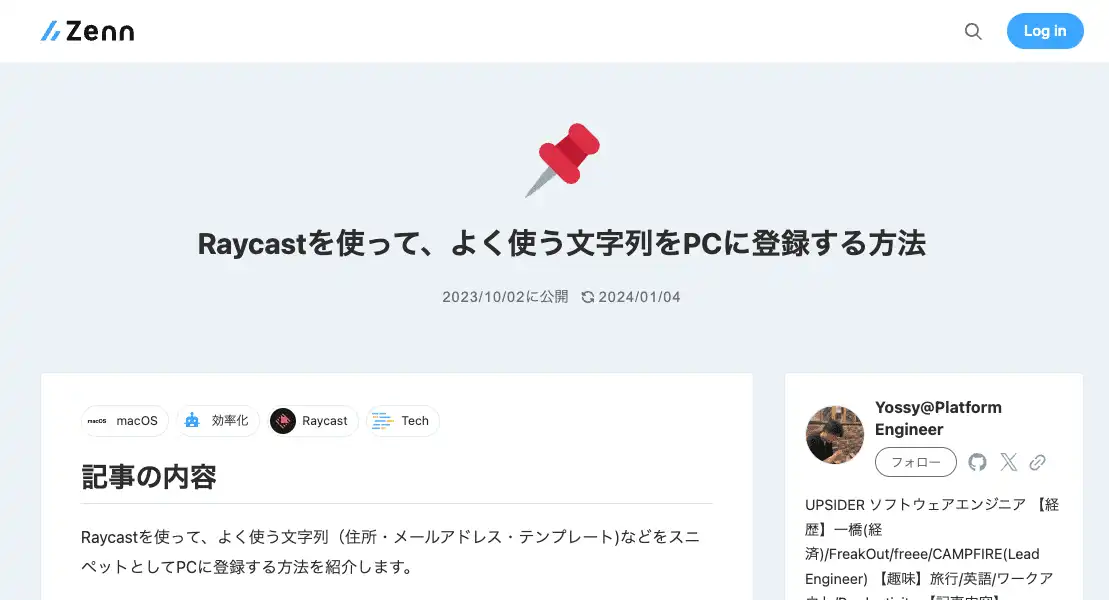 Zenn
Log in
Raycastを使って、よく使う文字列をPCに登録する方法
2023/10/02に公開 2024/01/04
macOS macOS 効率化 Raycast Tech
記事の内容
Raycastを使って、よく使う文字列（住所・メールアドレス・テンプレート)などをスニ
ペットとしてPCに登録する方法を紹介します。
Yossy@Platform
Engineer
フォロー
UPSIDER ソフトウェアエンジニア 【経
歴】一橋(経
済)/FreakOut/freee/CAMPFIRE(Lead
Engineer) 【趣味】旅行/英語/ワークア